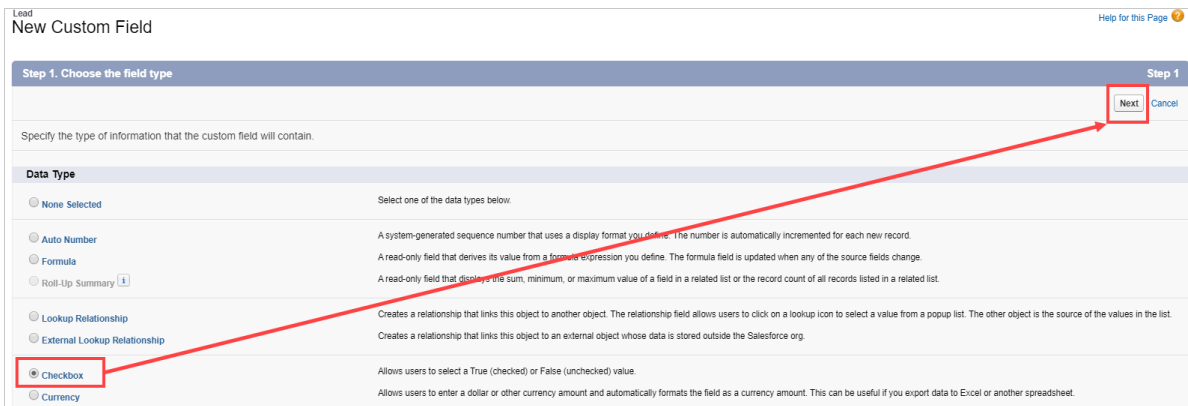 Lead
New Custom Field
Help for this Page ?
Step 1. Choose the field type Step 1
Next Cancel
Specify the type of information that the custom field will contain.
Data Type
None Selected Select one of the data types below.
Auto Number A system-generated sequence number that uses a display format you define. The number is automatically incremented for each new record.
Formula A read-only field that derives its value from a formula expression you define. The formula field is updated when any of the source fields change.
Roll-Up Summary i A read-only field that displays the sum, minimum, or maximum value of a field in a related list or the record count of all records listed in a related list.
Lookup Relationship Creates a relationship that links this object to another object. The relationship field allows users to click on a lookup icon to select a value from a popup list. The other object is the source of the values in the list.
External Lookup Relationship Creates a relationship that links this object to an external object whose data is stored outside the Salesforce org.
Checkbox Allows users to select a True (checked) or False (unchecked) value.
Currency Allows users to enter a dollar or other currency amount and automatically formats the field as a currency amount. This can be useful if you export data to Excel or another spreadsheet.